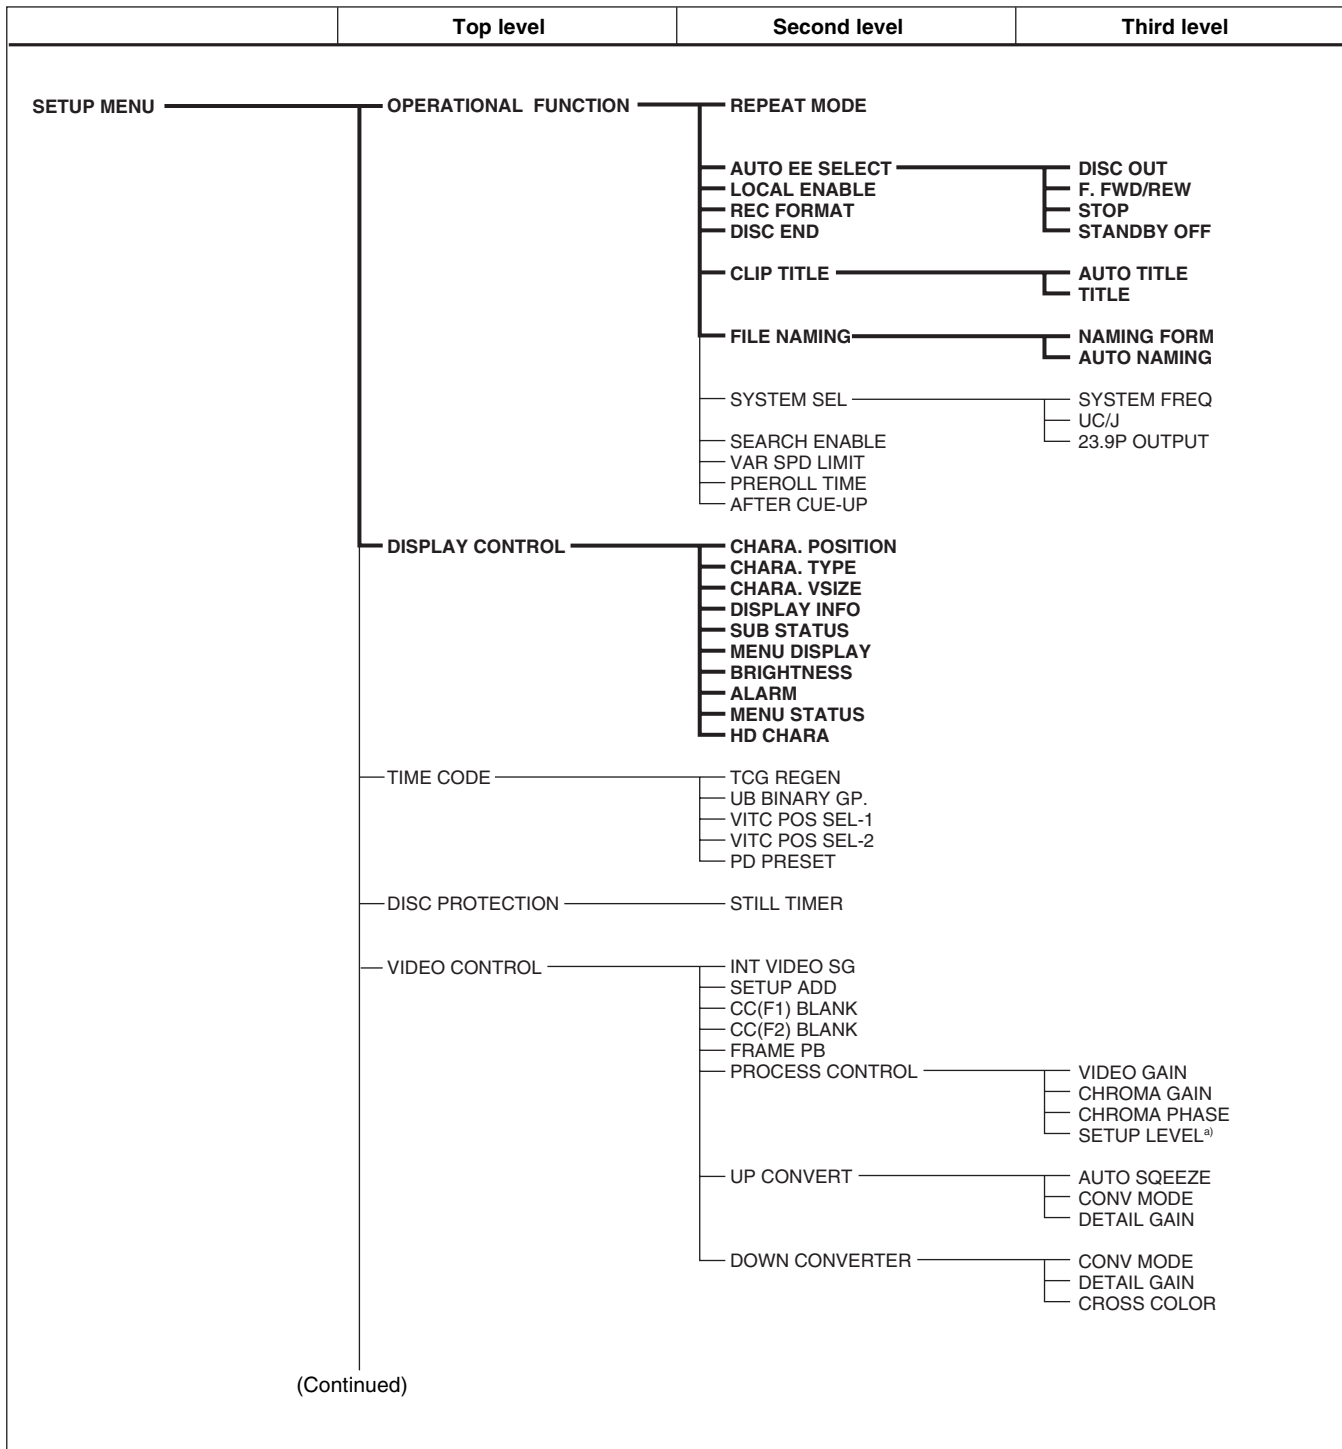 Top level Second level Third level
SETUP MENU OPERATIONAL FUNCTION REPEAT MODE
AUTO EE SELECT DISC OUT
LOCAL ENABLE F. FWD/REW
REC FORMAT STOP
DISC END STANDBY OFF
CLIP TITLE AUTO TITLE
TITLE
FILE NAMING NAMING FORM
AUTO NAMING
SYSTEM SEL SYSTEM FREQ
UC/J
SEARCH ENABLE 23.9P OUTPUT
VAR SPD LIMIT
PREROLL TIME
AFTER CUE-UP
DISPLAY CONTROL CHARA. POSITION
CHARA. TYPE
CHARA. VSIZE
DISPLAY INFO
SUB STATUS
MENU DISPLAY
BRIGHTNESS
ALARM
MENU STATUS
HD CHARA
TIME CODE TCG REGEN
UB BINARY GP.
VITC POS SEL-1
VITC POS SEL-2
PD PRESET
DISC PROTECTION STILL TIMER
VIDEO CONTROL INT VIDEO SG
SETUP ADD
CC(F1) BLANK
CC(F2) BLANK
FRAME PB
PROCESS CONTROL VIDEO GAIN
CHROMA GAIN
CHROMA PHASE
SETUP LEVEL a)
UP CONVERT AUTO SQEEZE
CONV MODE
DETAIL GAIN
DOWN CONVERTER CONV MODE
DETAIL GAIN
CROSS COLOR
(Continued)